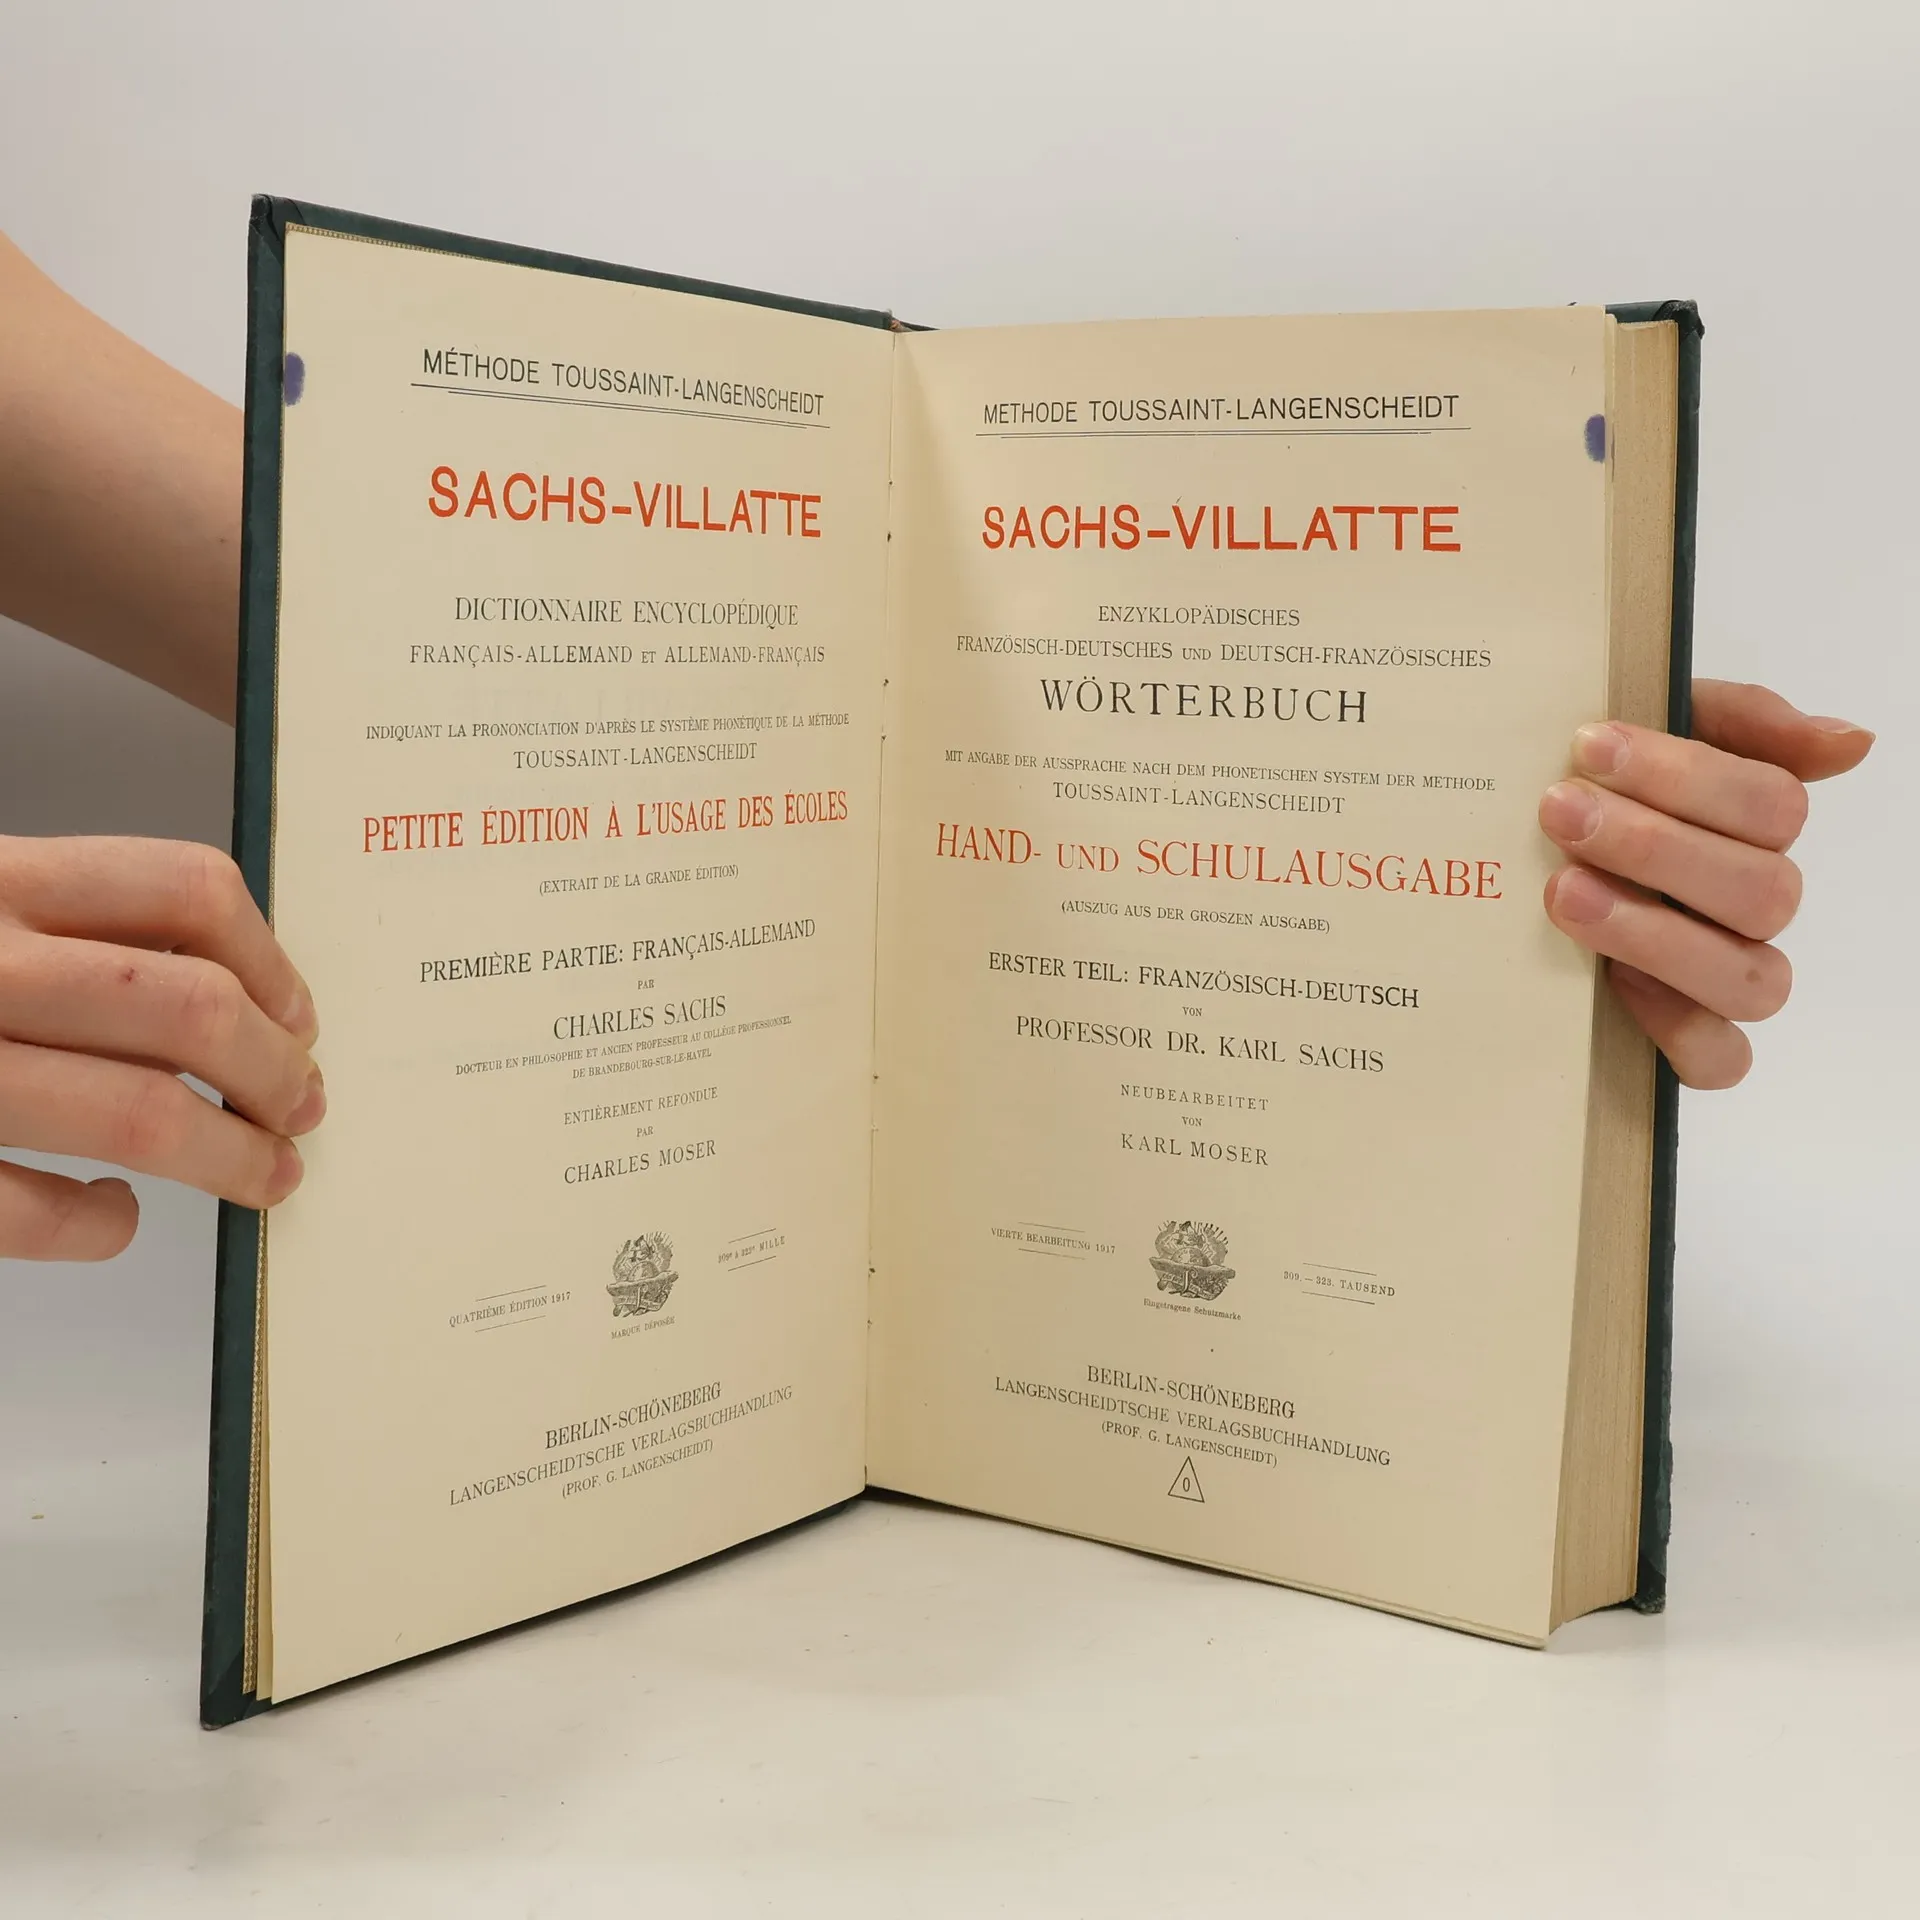 MÉTHODE TOUSSAINT-LANGENSCHEIDT
SACHS-VILLATTE
DICTIONNAIRE ENCYCLOPÉDIQUE
FRANÇAIS-ALLEMAND ET ALLEMAND-FRANÇAIS
INDIQUANT LA PRONONCIATION D'APRÈS LE SYSTÈME PHONÉTIQUE DE LA MÉTHODE
TOUSSAINT-LANGENSCHEIDT
PETITE ÉDITION À L'USAGE DES ÉCOLES
(EXTRAIT DE LA GRANDE ÉDITION)
PREMIÈRE PARTIE: FRANÇAIS-ALLEMAND
PAR
CHARLES SACHS
DOCTEUR EN PHILOSOPHIE ET ANCIEN PROFESSEUR AU COLLÈGE PROFESSIONNEL
DE BRANDEBOURG-SUR-LE-HAVEL
ENTIÈREMENT REFONDUE
PAR
CHARLES MOSER
QUATRIÈME ÉDITION 1917
309e À 323e MILLE
MARQUE DÉPOSÉE
BERLIN-SCHÖNEBERG
LANGENSCHEIDTSCHE VERLAGSBUCHHANDLUNG
(PROF. G. LANGENSCHEIDT)
METHODE TOUSSAINT-LANGENSCHEIDT
SACHS-VILLATTE
ENZYKLOPÄDISCHES
FRANZÖSISCH-DEUTSCHES UND DEUTSCH-FRANZÖSISCHES
WÖRTERBUCH
MIT ANGABE DER AUSSPRACHE NACH DEM PHONETISCHEN SYSTEM DER METHODE
TOUSSAINT-LANGENSCHEIDT
HAND- UND SCHULAUSGABE
(AUSZUG AUS DER GROSZEN AUSGABE)
ERSTER TEIL: FRANZÖSISCH-DEUTSCH
VON
PROFESSOR DR. KARL SACHS
NEUBEARBEITET
VON
KARL MOSER
VIERTE BEARBEITUNG 1917
309.-323. TAUSEND
Eingetragene Schutzmarke
BERLIN-SCHÖNEBERG
LANGENSCHEIDTSCHE VERLAGSBUCHHANDLUNG
(PROF. G. LANGENSCHEIDT)
0